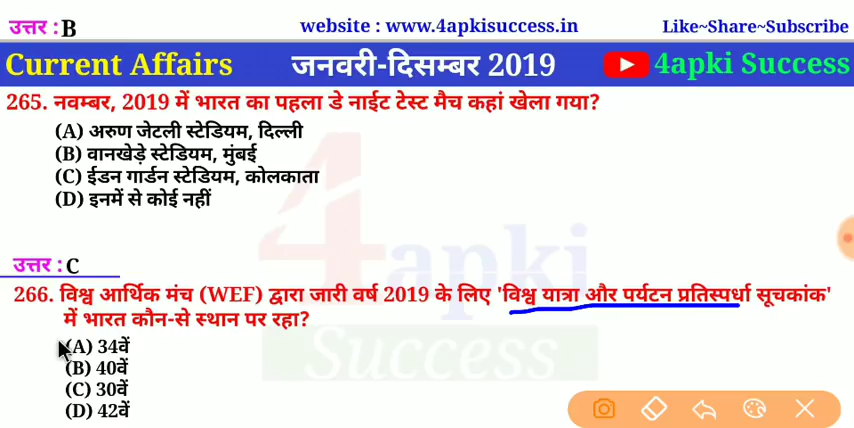 उत्तर : B
website : www.4apkisuccess.in
Like~Share~Subscribe
Current Affairs
जनवरी-दिसम्बर 2019
4apki Success
265. नवम्बर, 2019 में भारत का पहला डे नाईट टेस्ट मैच कहां खेला गया?
(A) अरुण जेटली स्टेडियम, दिल्ली
(B) वानखेड़े स्टेडियम, मुंबई
(C) ईडन गार्डन स्टेडियम, कोलकाता
(D) इनमें से कोई नहीं
4apki
Success
उत्तर : C
266. विश्व आर्थिक मंच (WEF) द्वारा जारी वर्ष 2019 के लिए 'विश्व यात्रा और पर्यटन प्रतिस्पर्धा सूचकांक'
में भारत कौन-से स्थान पर रहा?
(A) 34वें
(B) 40वें
(C) 30वें
(D) 42वें